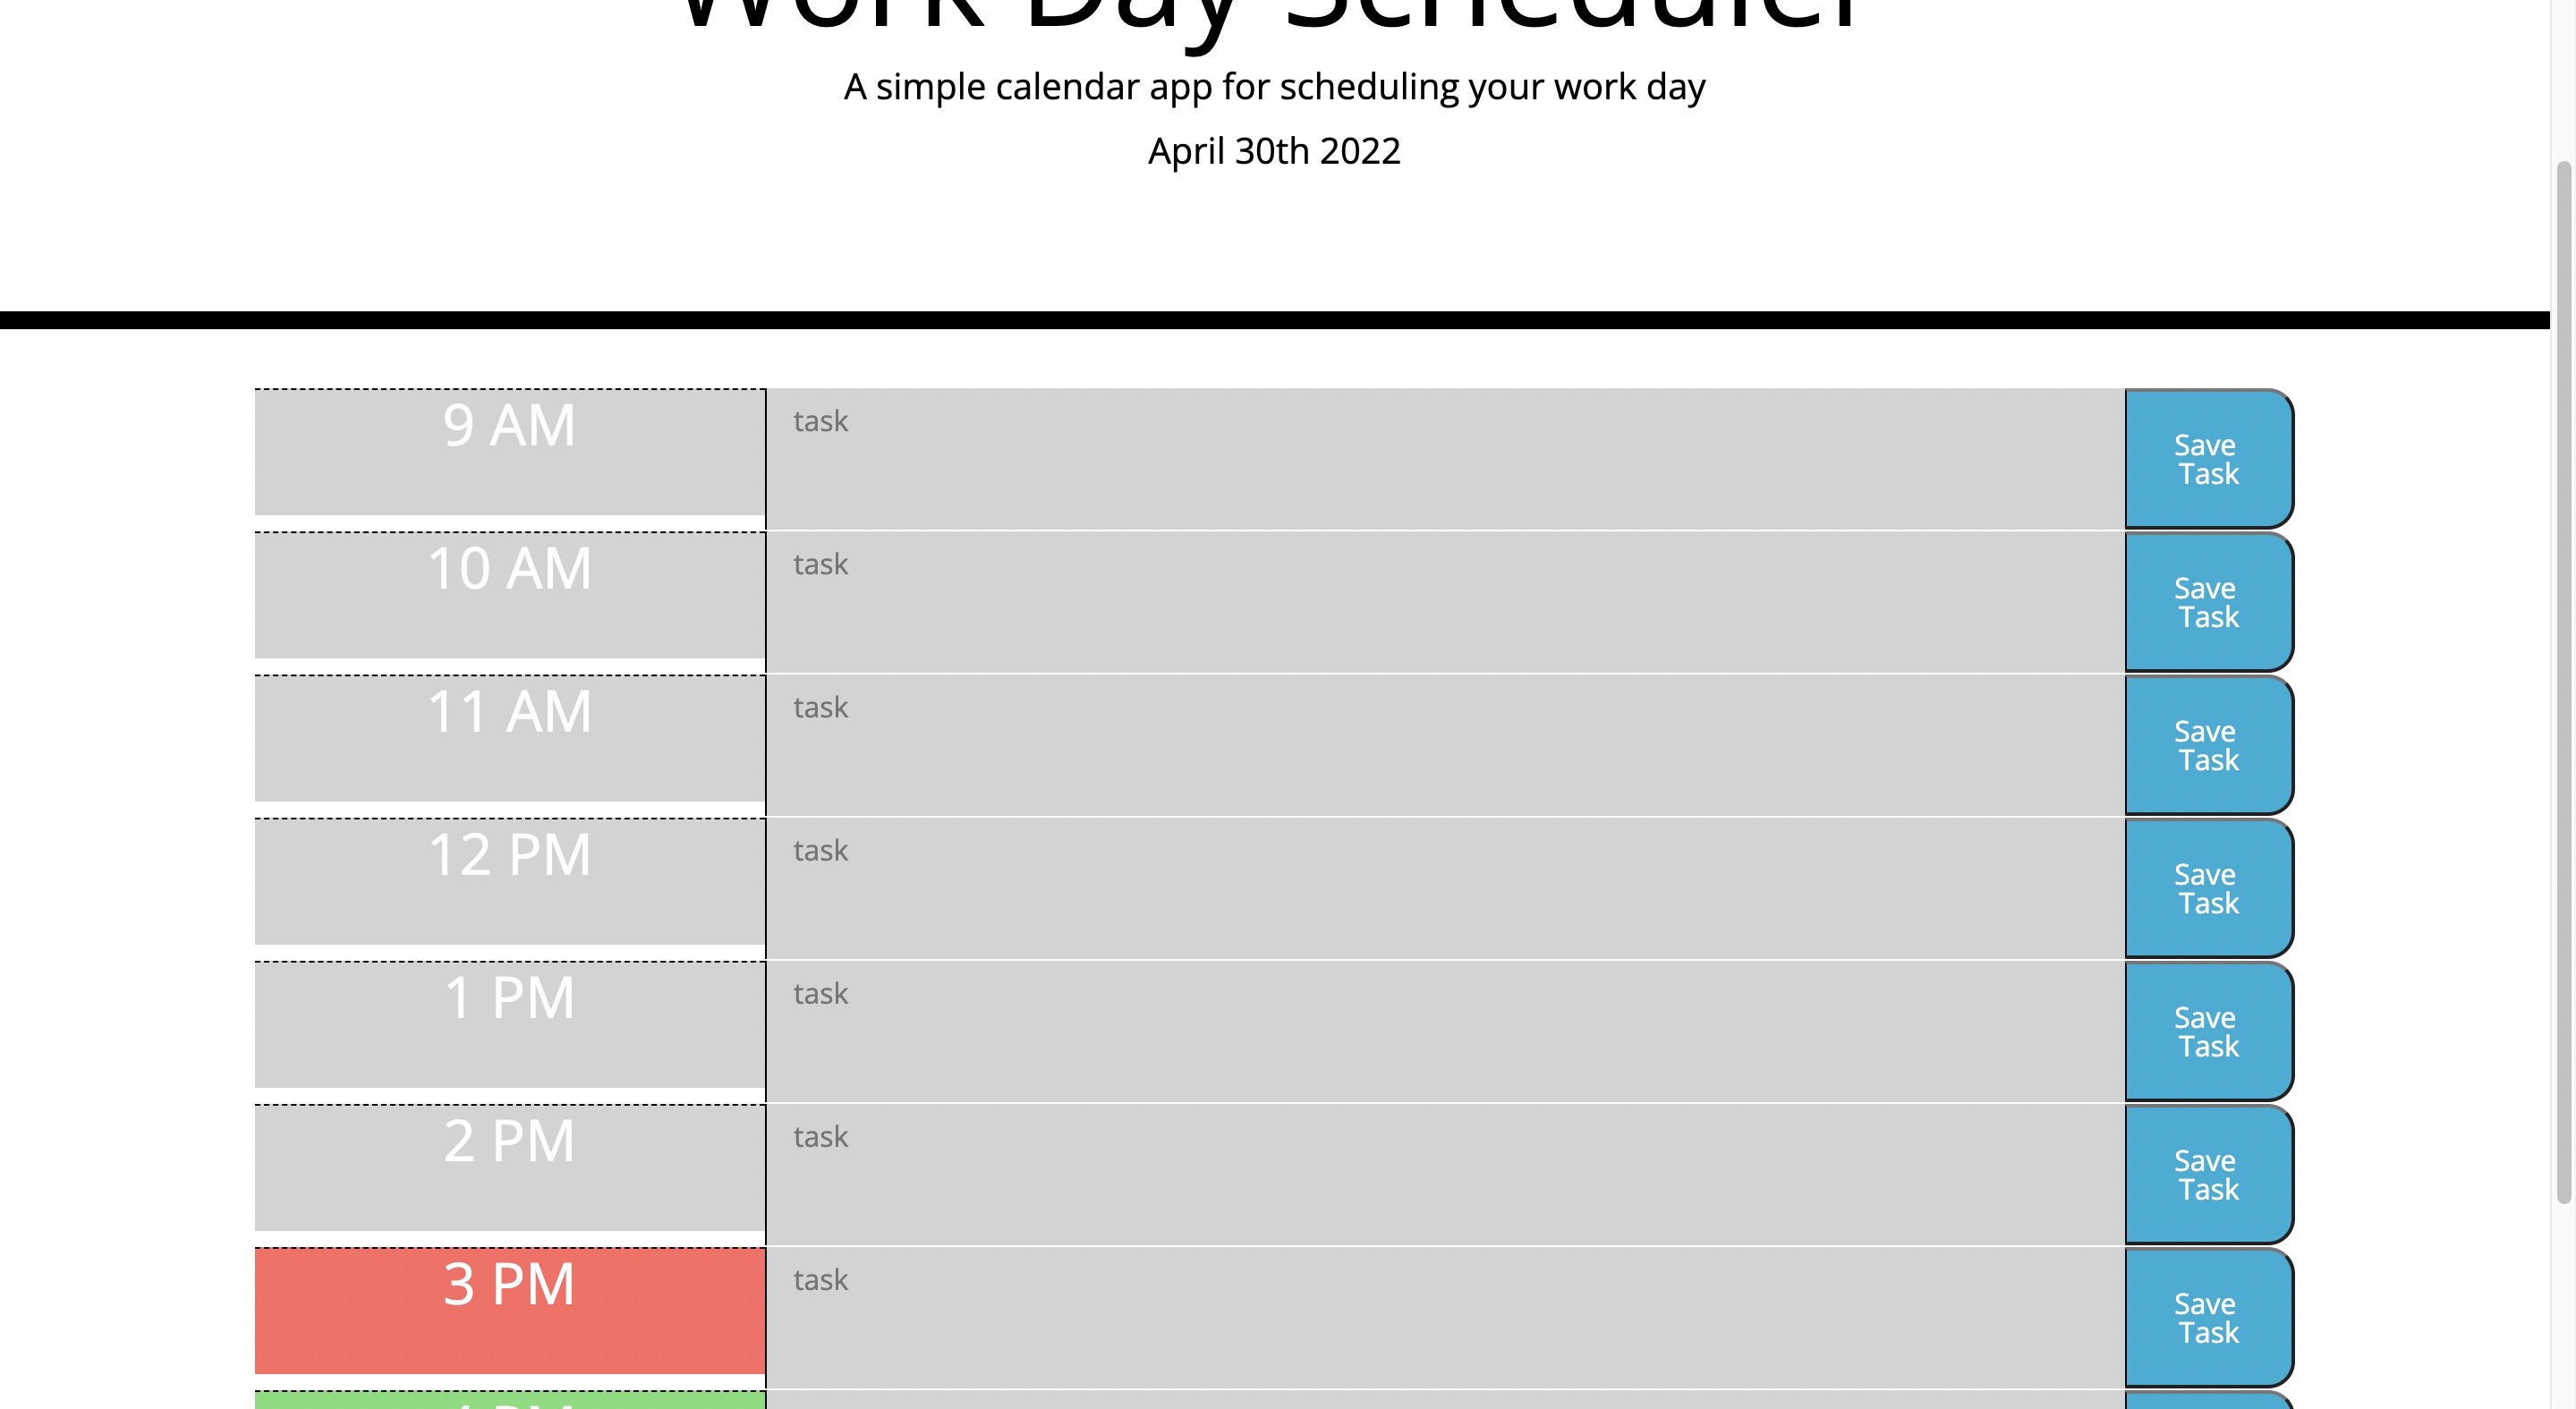 Work Day Scheduler
A simple calendar app for scheduling your work day
April 30th 2022
9 AM
task
Save
Task
10 AM
task
Save
Task
11 AM
task
Save
Task
12 PM
task
Save
Task
1 PM
task
Save
Task
2 PM
task
Save
Task
3 PM
task
Save
Task
4 PM